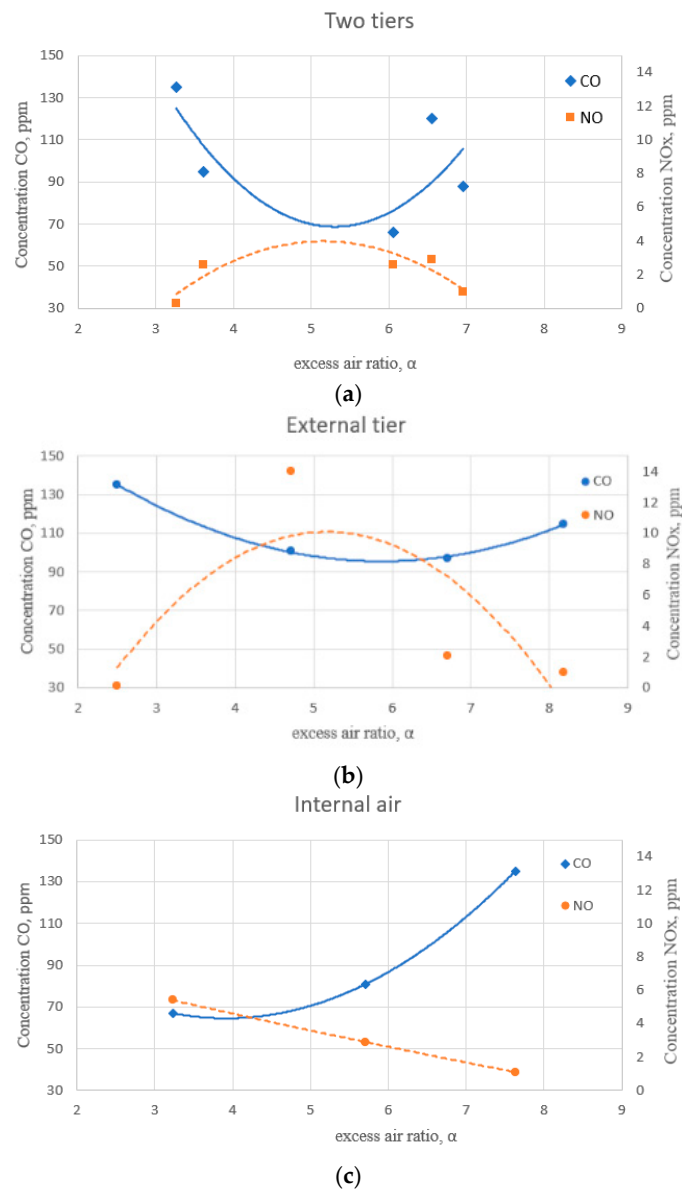 Two tiers
150
130
110
90
70
50
30
Concentration CO, ppm
14
12
10
8
6
4
2
0
Concentration NOx, ppm
CO
NO
2 3 4 5 6 7 8 9
excess air ratio, α
(a)
External tier
150
130
110
90
70
50
30
Concentration CO, ppm
14
12
10
8
6
4
2
0
Concentration NOx, ppm
CO
NO
2 3 4 5 6 7 8 9
excess air ratio, α
(b)
Internal air
150
130
110
90
70
50
30
Concentration CO, ppm
14
12
10
8
6
4
2
0
Concentration NOx, ppm
CO
NO
2 3 4 5 6 7 8 9
excess air ratio, α
(c)